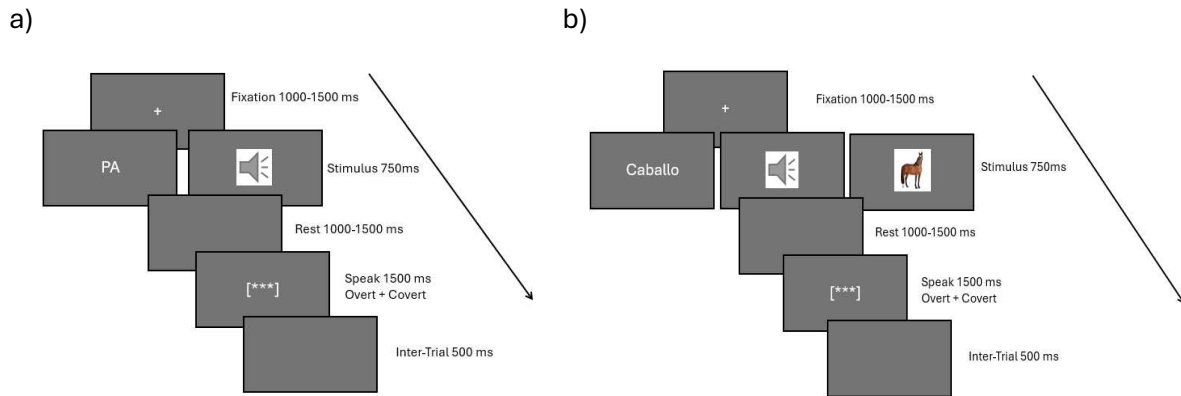 a)
+
Fixation 1000-1500 ms
PA
Stimulus 750ms
Rest 1000-1500 ms
[***]
Speak 1500 ms
Overt + Covert
Inter-Trial 500 ms
b)
+
Fixation 1000-1500 ms
Caballo
Stimulus 750ms
Rest 1000-1500 ms
[***]
Speak 1500 ms
Overt + Covert
Inter-Trial 500 ms